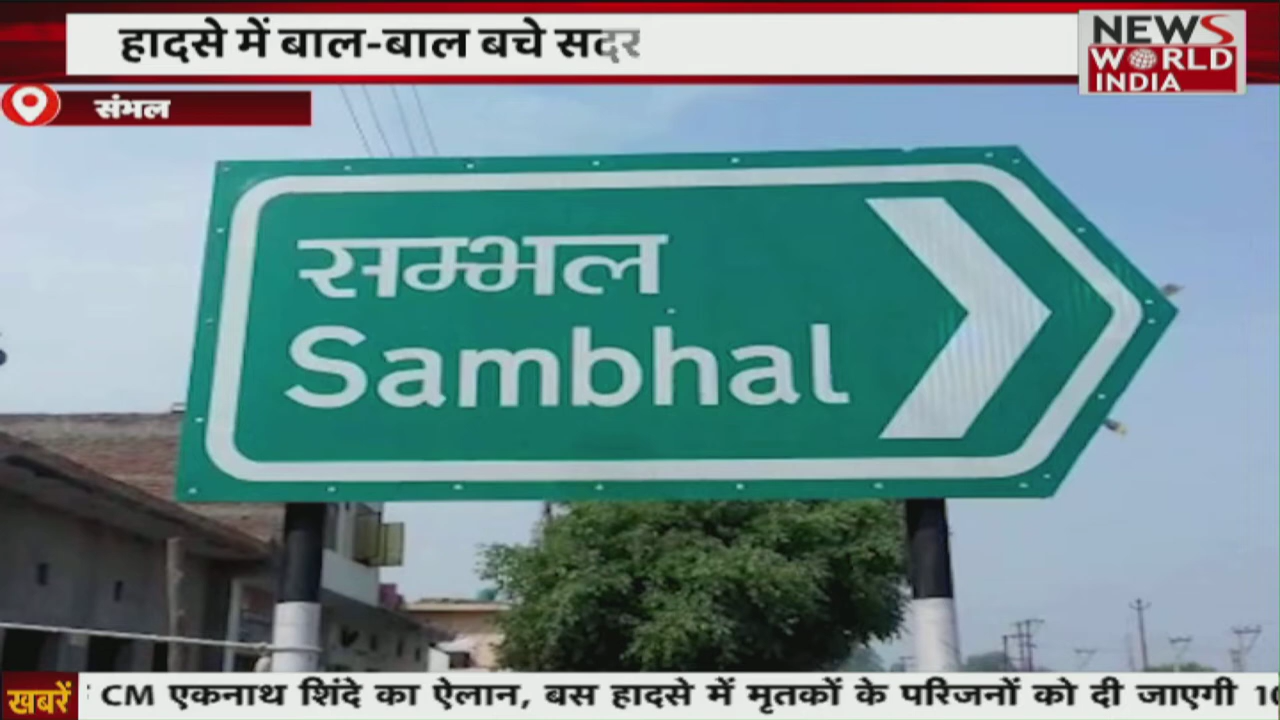 हादसे में बाल-बाल बचे सदर
NEWS
WORLD
INDIA
संभल
सम्भल
Sambhal
खबरें
CM एकनाथ शिंदे का ऐलान, बस हादसे में मृतकों के परिजनों को दी जाएगी